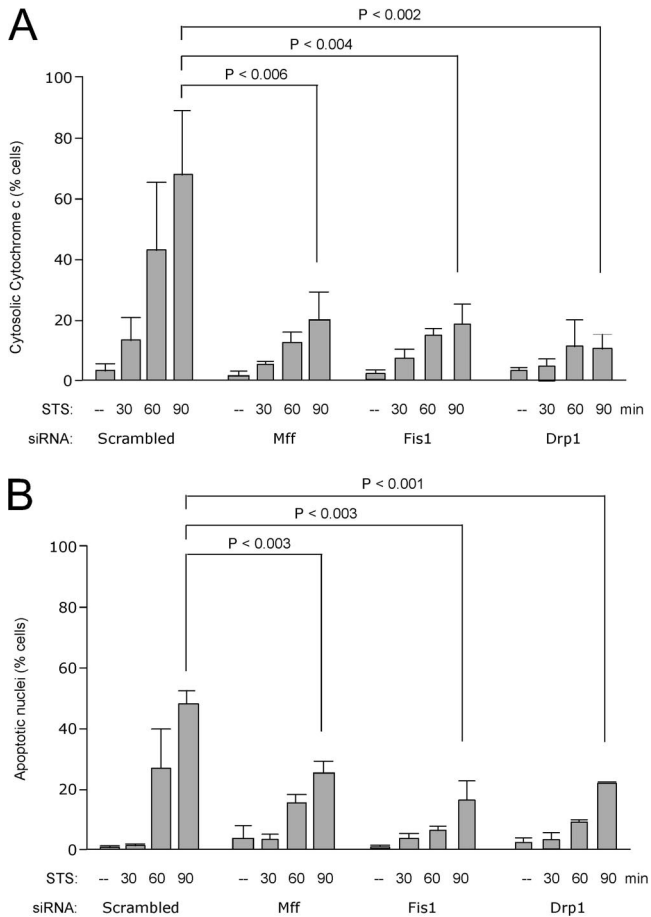 A
P < 0.002
P < 0.004
P < 0.006
Cytosolic Cytochrome c (% cells)
100
80
60
40
20
0
STS: -- 30 60 90 -- 30 60 90 -- 30 60 90 -- 30 60 90 min
siRNA: Scrambled Mff Fis1 Drp1
B
P < 0.001
P < 0.003
P < 0.003
Apoptotic nuclei (% cells)
100
80
60
40
20
0
STS: -- 30 60 90 -- 30 60 90 -- 30 60 90 -- 30 60 90 min
siRNA: Scrambled Mff Fis1 Drp1